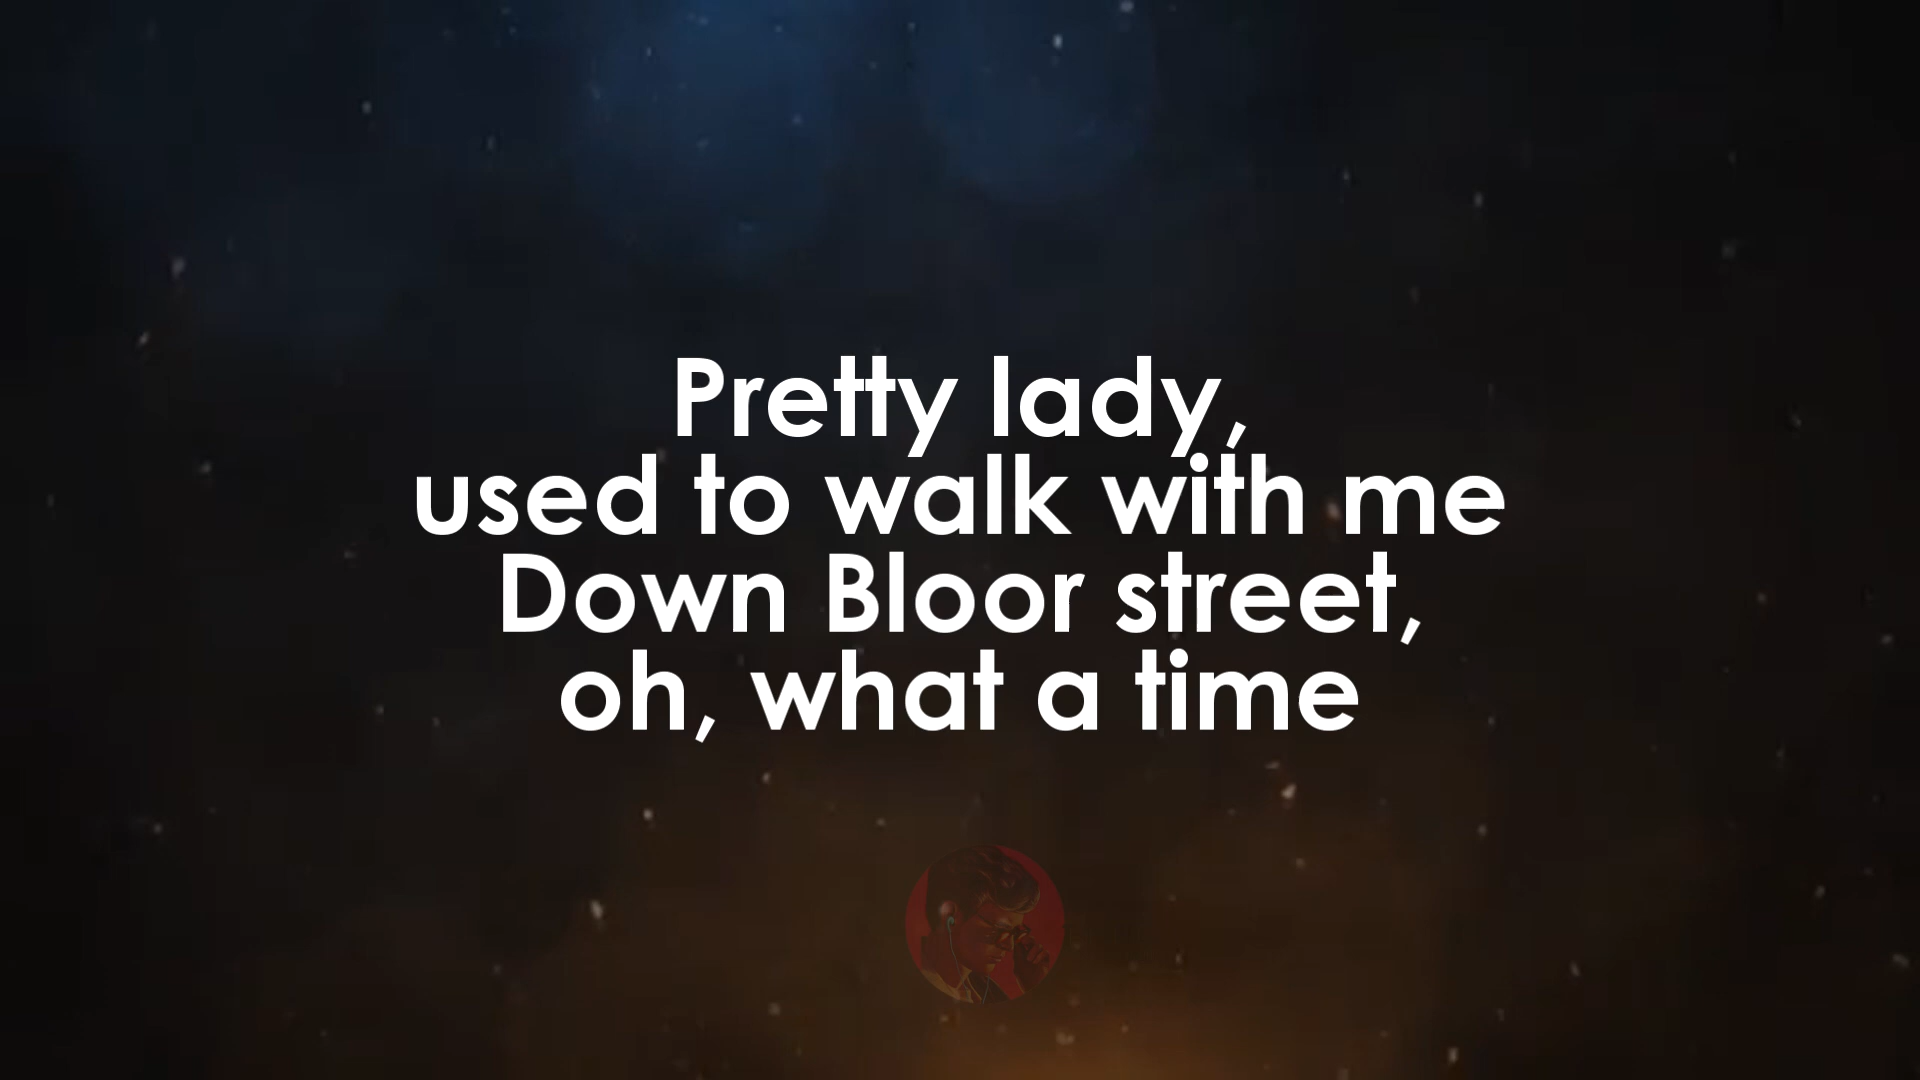 Pretty lady,
used to walk with me
Down Bloor street,
oh, what a time